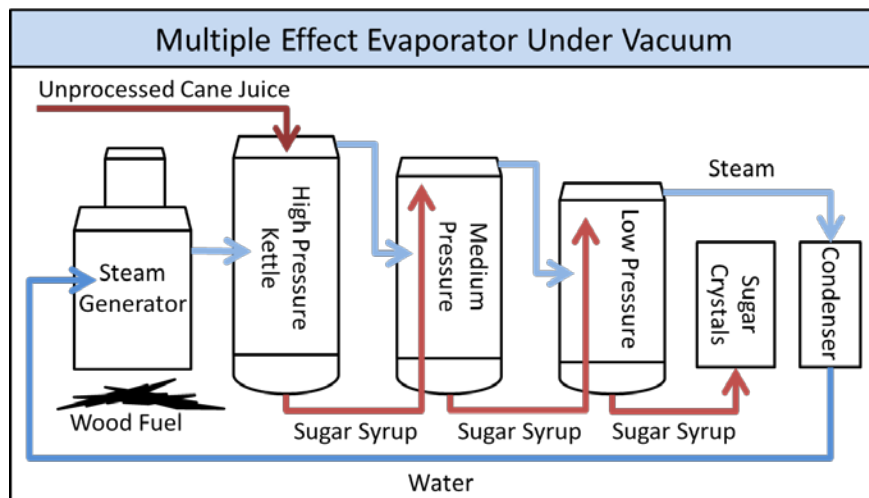 Multiple Effect Evaporator Under Vacuum
Unprocessed Cane Juice
Steam
Generator
Wood Fuel
High Pressure
Kettle
Medium
Pressure
Low Pressure
Steam
Sugar
Crystals
Condenser
Sugar Syrup
Sugar Syrup
Sugar Syrup
Water